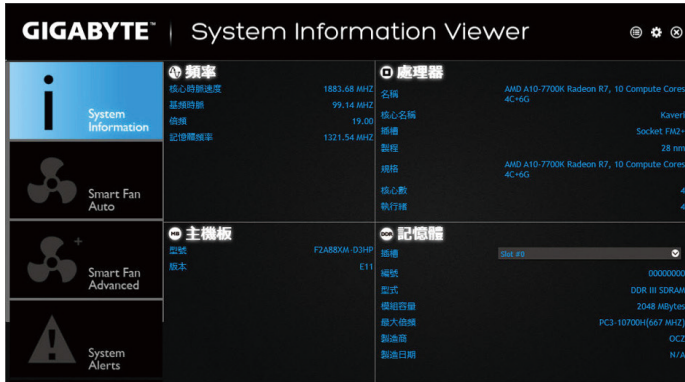 GIGABYTE™ | System Information Viewer
System
Information
Smart Fan
Auto
Smart Fan
Advanced
System
Alerts
頻率
核心時脈速度 1883.68 MHZ
基頻時脈 99.14 MHZ
倍頻 19.00
記憶體頻率 1321.54 MHZ
處理器
名稱 AMD A10-7700K Radeon R7, 10 Compute Cores
4C+6G
核心名稱 Kaveri
插槽 Socket FM2+
製程 28 nm
規格 AMD A10-7700K Radeon R7, 10 Compute Cores
4C+6G
核心數 4
執行緒 4
MB 主機板
型號 F2A88XM-D3HP
版本 E11
DDR 記憶體
插槽 Slot #0
編號 00000000
型式 DDR III SDRAM
模組容量 2048 MBytes
最大倍頻 PC3-10700H(667 MHZ)
製造商 OCZ
製造日期 N/A